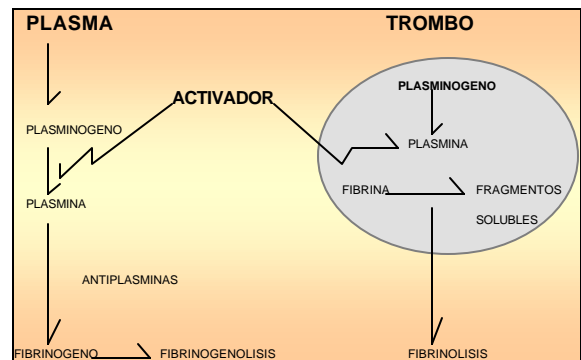 PLASMA
TROMBO
ACTIVADOR
PLASMINOGENO
PLASMINOGENO
PLASMINA
PLASMINA
FIBRINA
FRAGMENTOS
SOLUBLES
ANTIPLASMINAS
FIBRINOGENO
FIBRINOGENOLISIS
FIBRINOLISIS